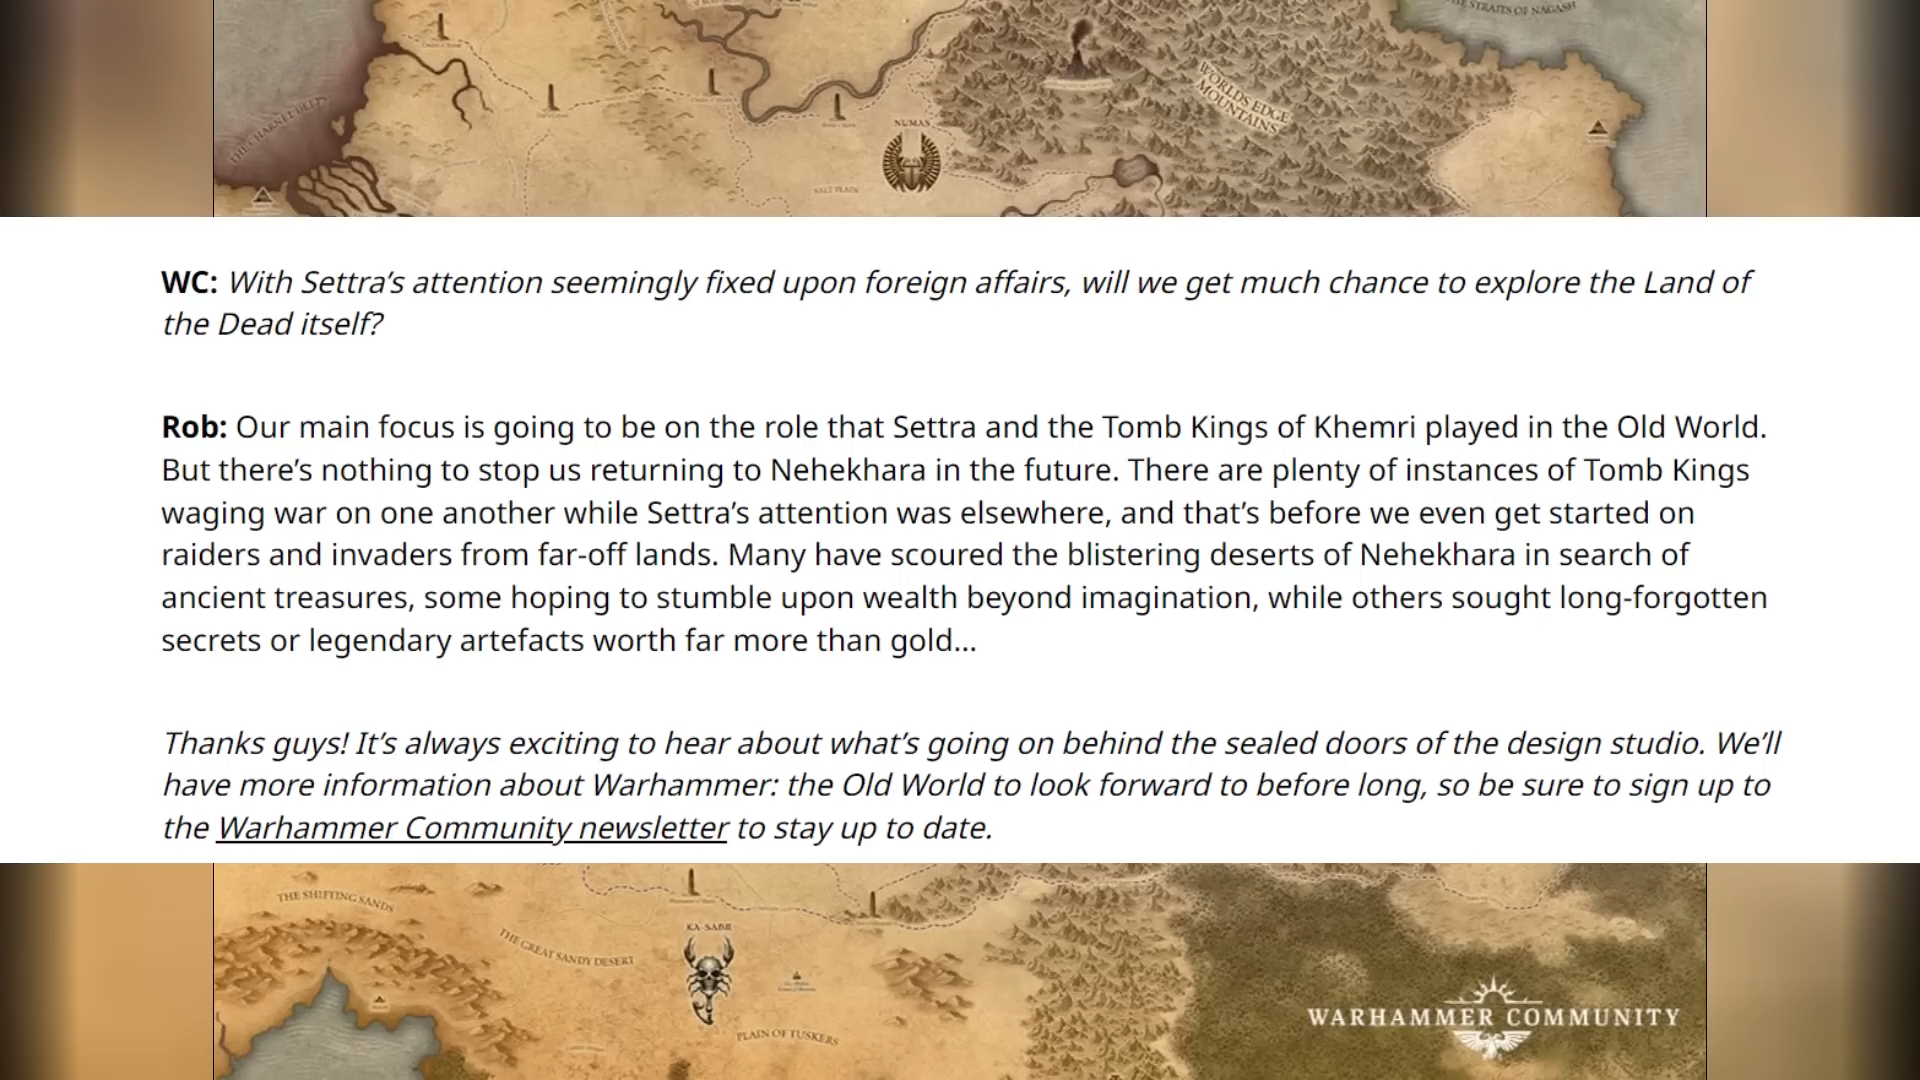 THE STRAITS OF NAGASH
WORLDS EDGE
MOUNTAINS
THE CHARNEL DEEPS
NUMAS
SALT PLAIN
WC: With Settra’s attention seemingly fixed upon foreign affairs, will we get much chance to explore the Land of
the Dead itself?
Rob: Our main focus is going to be on the role that Settra and the Tomb Kings of Khemri played in the Old World.
But there’s nothing to stop us returning to Nehekhara in the future. There are plenty of instances of Tomb Kings
waging war on one another while Settra’s attention was elsewhere, and that’s before we even get started on
raiders and invaders from far-off lands. Many have scoured the blistering deserts of Nehekhara in search of
ancient treasures, some hoping to stumble upon wealth beyond imagination, while others sought long-forgotten
secrets or legendary artefacts worth far more than gold…
Thanks guys! It’s always exciting to hear about what’s going on behind the sealed doors of the design studio. We’ll
have more information about Warhammer: the Old World to look forward to before long, so be sure to sign up to
the Warhammer Community newsletter to stay up to date.
THE SHIFTING SANDS
KA-SABAR
THE GREAT SANDY DESERT
PLAIN OF TUSKERS
WARHAMMER COMMUNITY